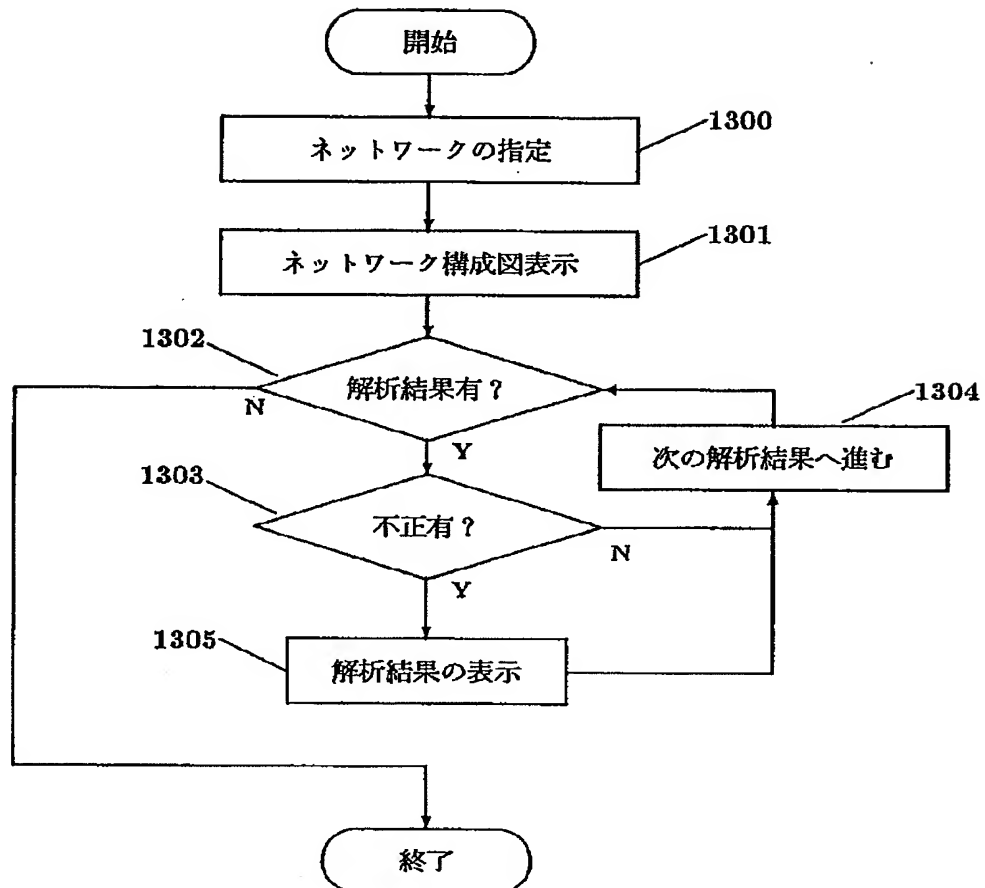 開始
1300
ネットワークの指定
1301
ネットワーク構成図表示
1302
解析結果有？
N
Y
1304
次の解析結果へ進む
1303
不正有？
N
Y
1305
解析結果の表示
終了